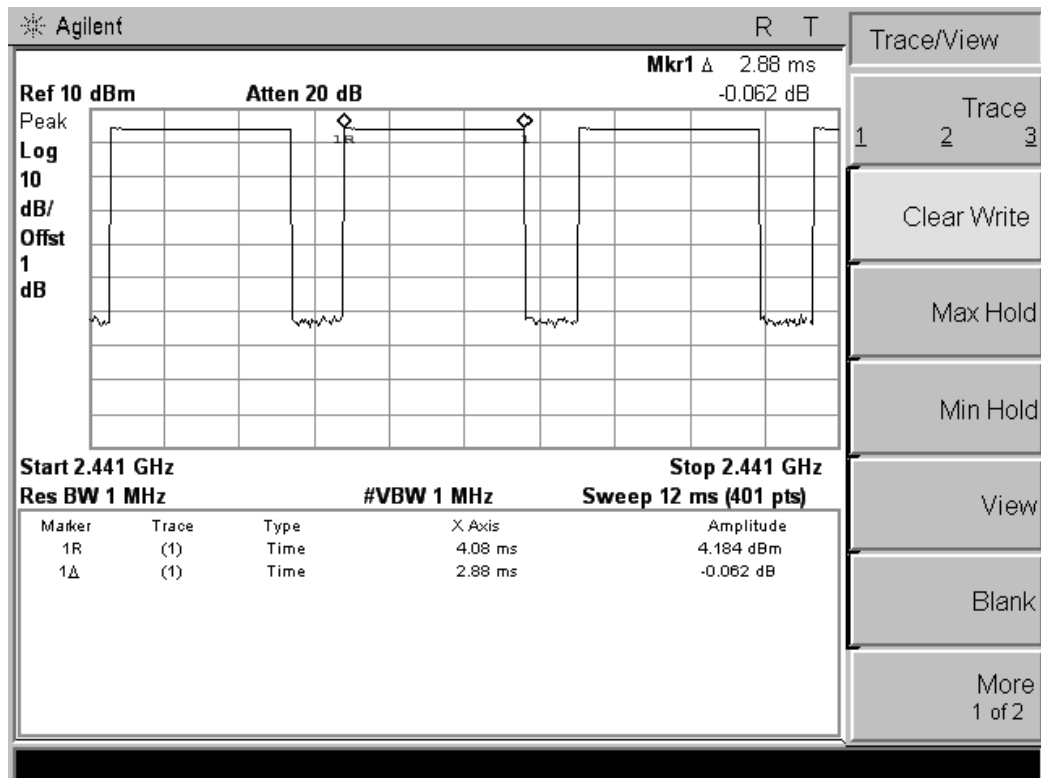 Agilent R T
Mkr1 Δ 2.88 ms
Ref 10 dBm Atten 20 dB -0.062 dB
Peak
Log
10
dB/
Offst
1
dB
1R
1
Start 2.441 GHz Stop 2.441 GHz
Res BW 1 MHz #VBW 1 MHz Sweep 12 ms (401 pts)
Marker Trace Type X Axis Amplitude
1R (1) Time 4.08 ms 4.184 dBm
1Δ (1) Time 2.88 ms -0.062 dB
Trace/View
Trace
1 2 3
Clear Write
Max Hold
Min Hold
View
Blank
More
1 of 2